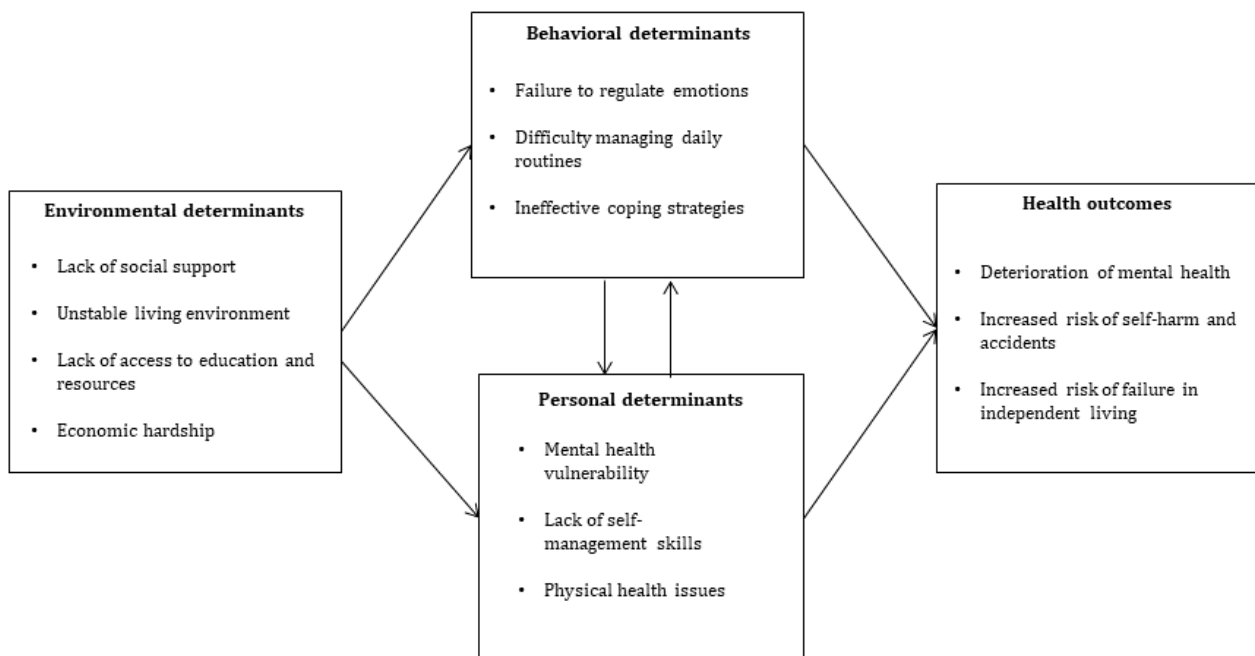 Behavioral determinants
• Failure to regulate emotions
• Difficulty managing daily
routines
• Ineffective coping strategies
Environmental determinants
• Lack of social support
• Unstable living environment
• Lack of access to education and
resources
• Economic hardship
Personal determinants
• Mental health
vulnerability
• Lack of self-
management skills
• Physical health issues
Health outcomes
• Deterioration of mental health
• Increased risk of self-harm and
accidents
• Increased risk of failure in
independent living